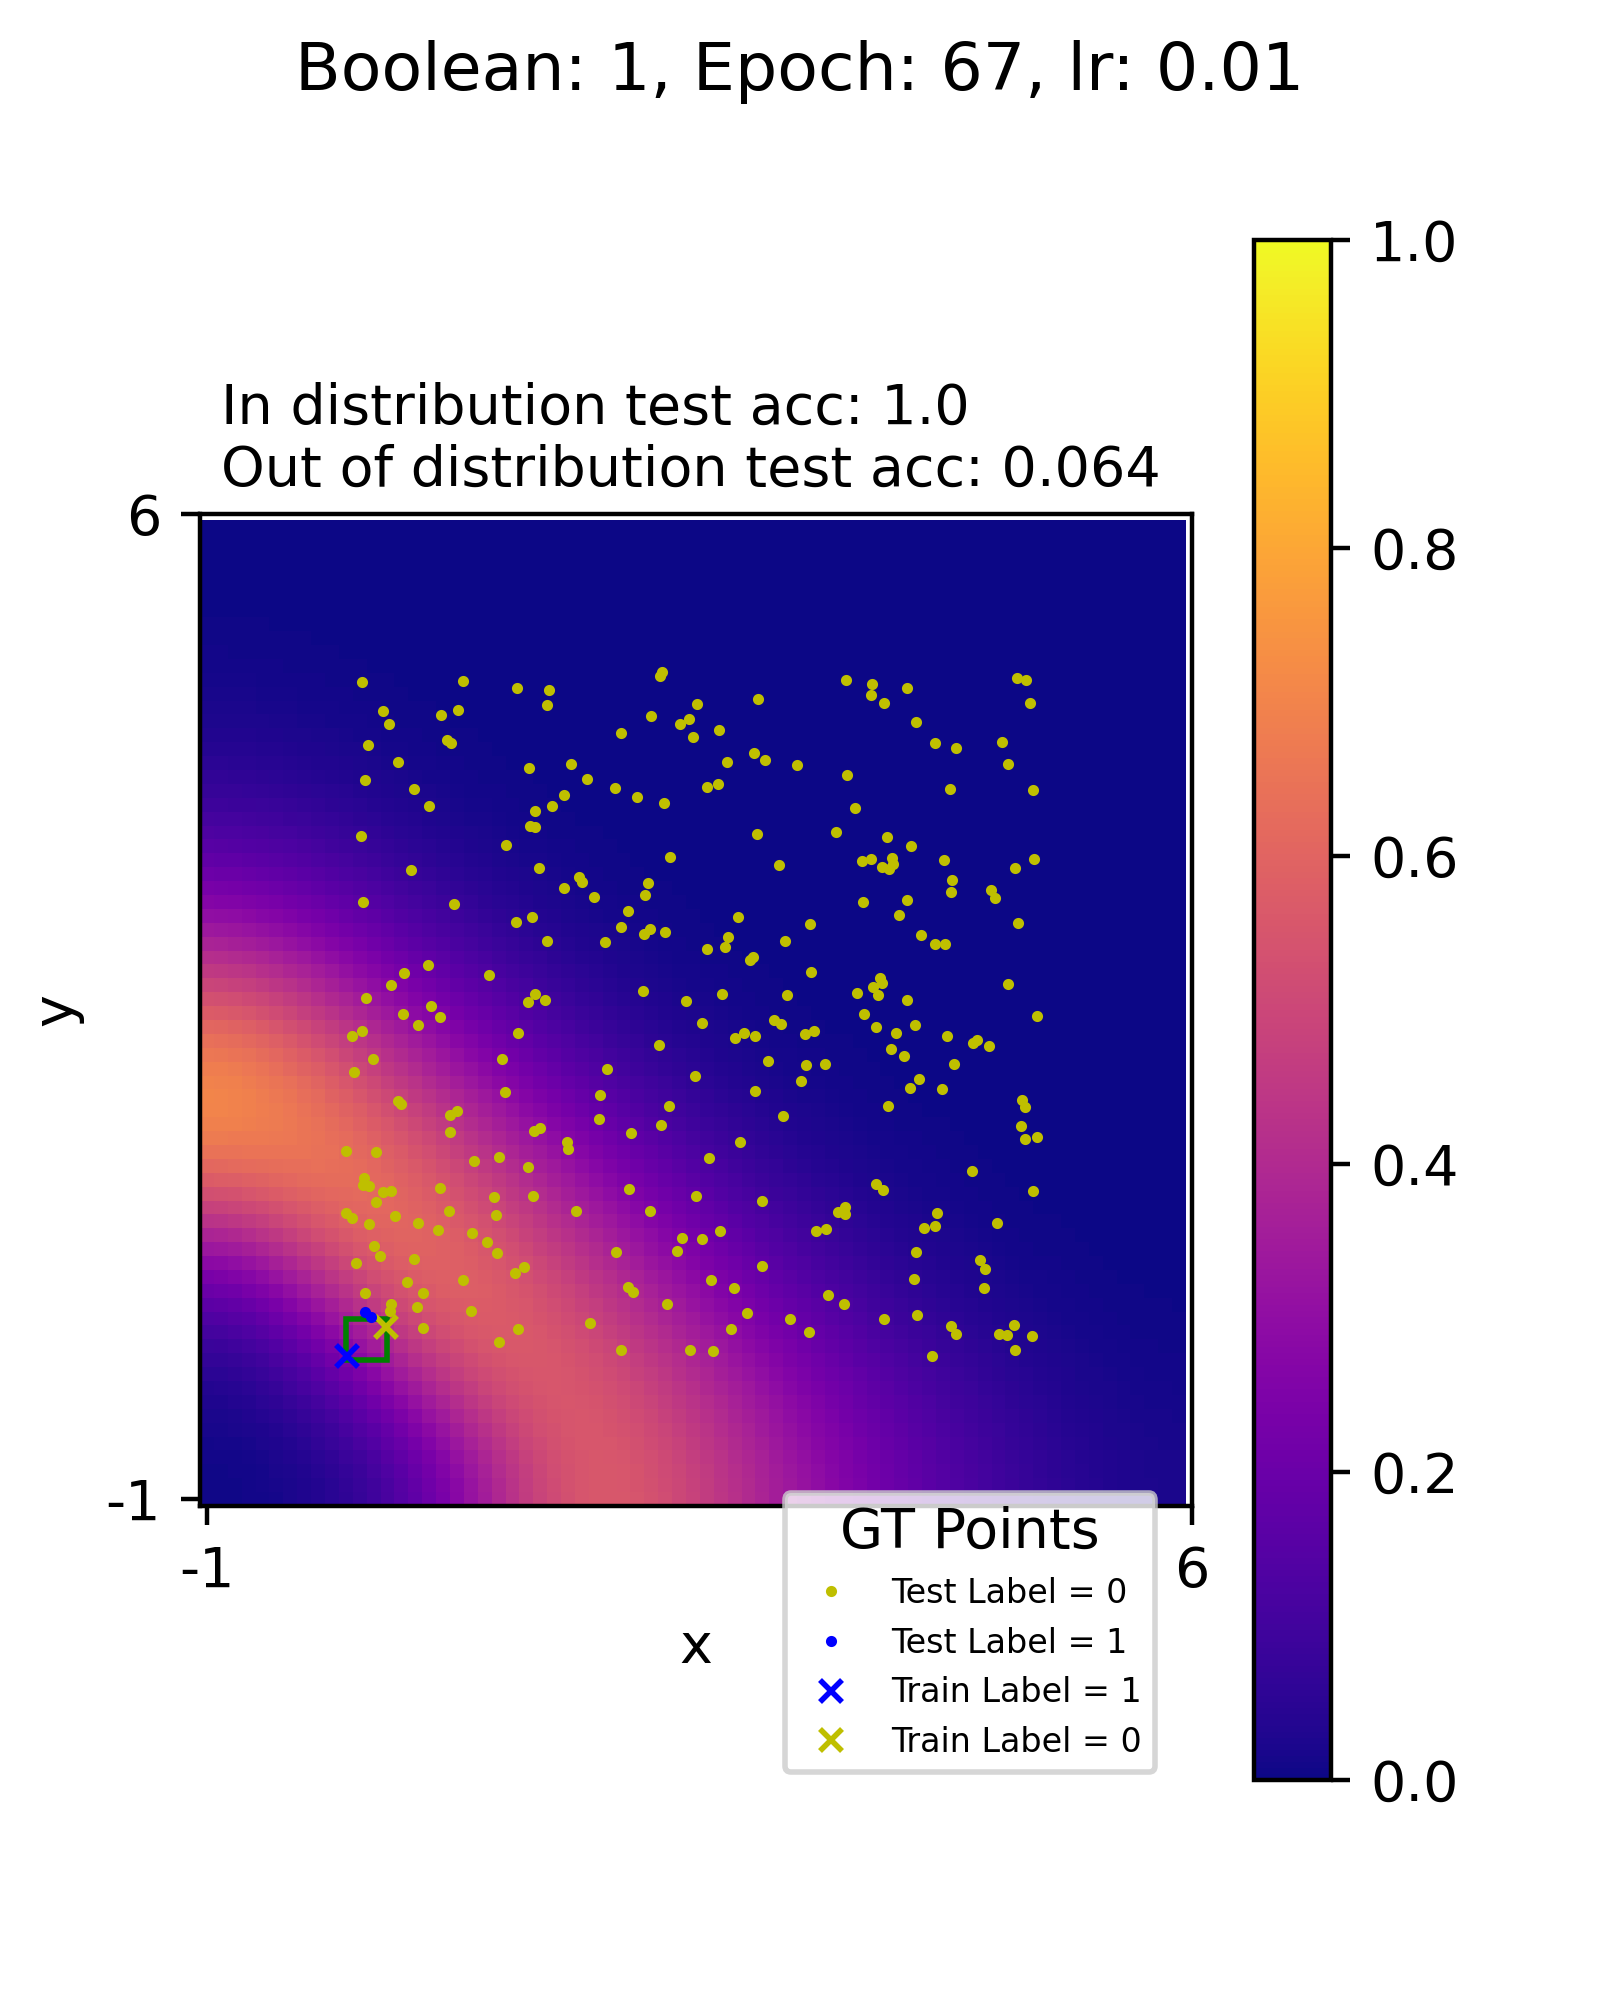 Boolean: 1, Epoch: 67, lr: 0.01
In distribution test acc: 1.0
Out of distribution test acc: 0.064
6
y
-1
-1
6
x
GT Points
Test Label = 0
Test Label = 1
Train Label = 1
Train Label = 0
1.0
0.8
0.6
0.4
0.2
0.0